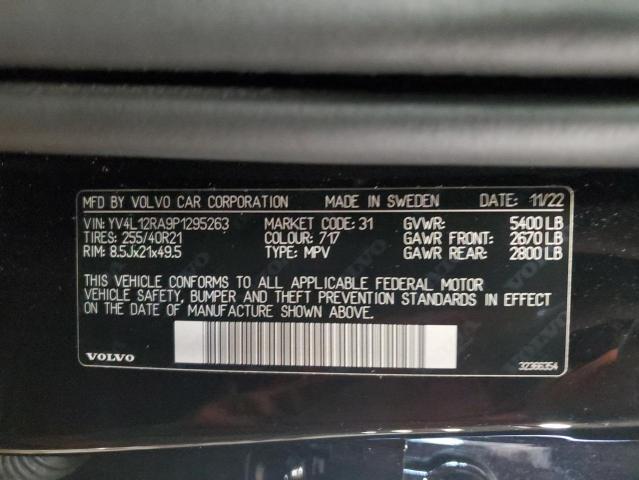 MFD BY VOLVO CAR CORPORATION MADE IN SWEDEN DATE: 11/22
VIN: YV4L12RA9P1295263 MARKET CODE: 31 GVWR: 5400 LB
TIRES: 255/40R21 COLOUR: 717 GAWR FRONT: 2670 LB
RIM: 8.5Jx21x49.5 TYPE: MPV GAWR REAR: 2800 LB
THIS VEHICLE CONFORMS TO ALL APPLICABLE FEDERAL MOTOR
VEHICLE SAFETY, BUMPER AND THEFT PREVENTION STANDARDS IN EFFECT
ON THE DATE OF MANUFACTURE SHOWN ABOVE.
VOLVO 32366354